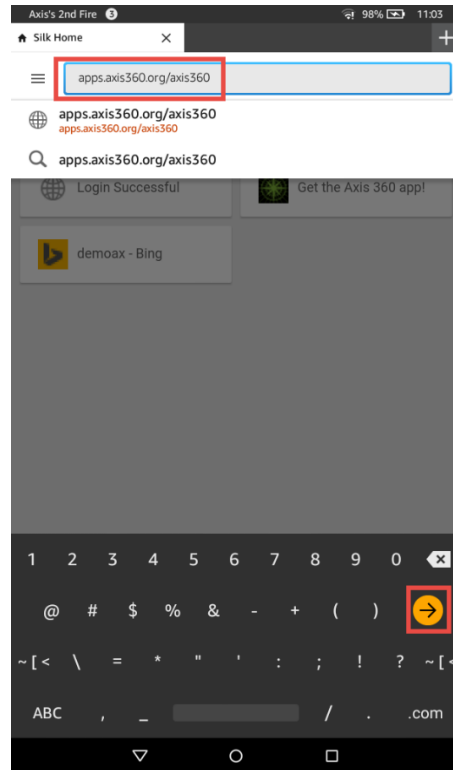 Axis's 2nd Fire 3 98% 11:03
Silk Home
apps.axis360.org/axis360
apps.axis360.org/axis360
apps.axis360.org/axis360
apps.axis360.org/axis360
Login Successful Get the Axis 360 app!
demoax - Bing
1 2 3 4 5 6 7 8 9 0
@ # $ % & - + ( )
~[< \ = * " ' : ; ! ? ~[<
ABC , _ / . .com